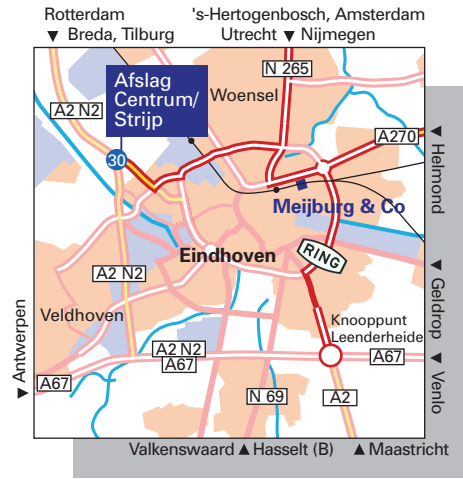 Rotterdam
's-Hertogenbosch, Amsterdam
▼ Breda, Tilburg
Utrecht ▼ Nijmegen
Afslag
Centrum/
Strijp
N 265
Woensel
A2 N2
A270
30
▼ Helmond
Meijburg & Co
RING
Eindhoven
A2 N2
▼ Geldrop
Veldhoven
Knooppunt
Leenderheide
A2 N2
A67
A67
▼ Venlo
▼ Antwerpen
A67
N 69
A2
Valkenswaard ▲ Hasselt (B)
▲ Maastricht